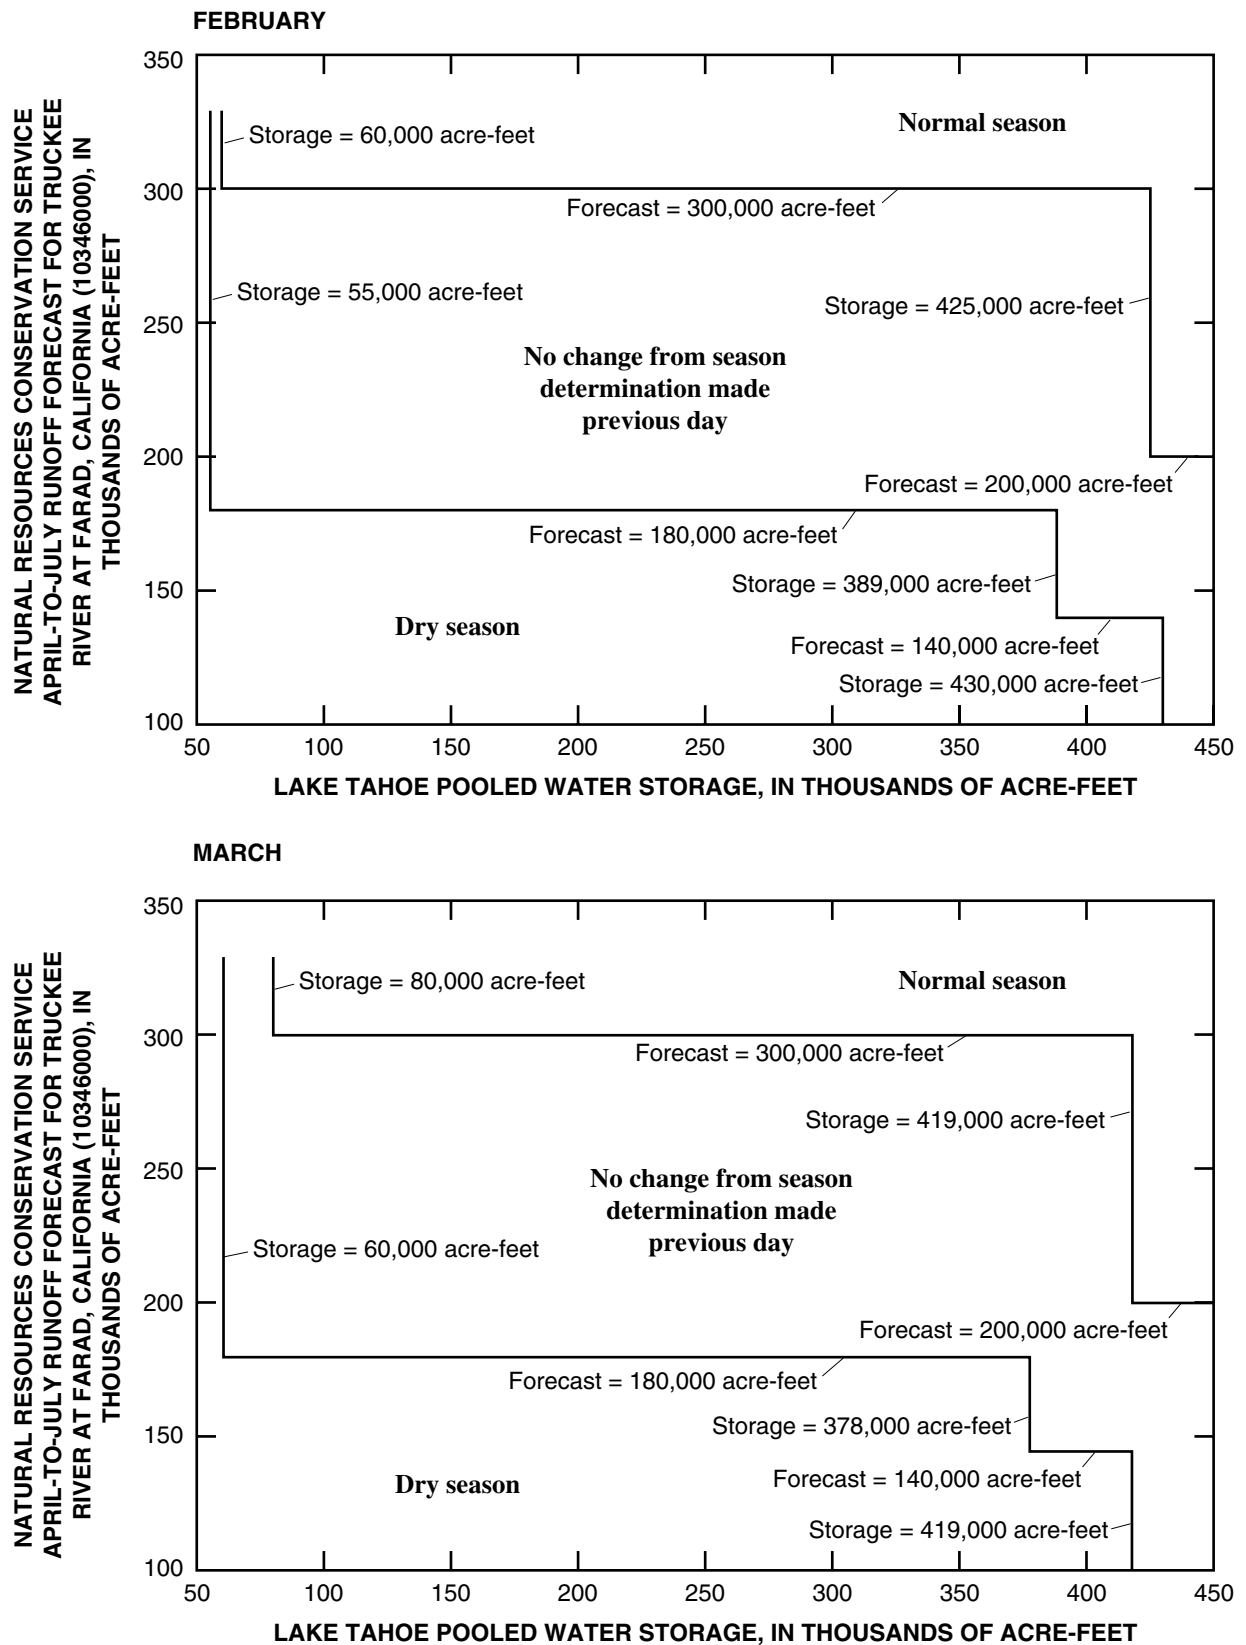 FEBRUARY
NATURAL RESOURCES CONSERVATION SERVICE
APRIL-TO-JULY RUNOFF FORECAST FOR TRUCKEE
RIVER AT FARAD, CALIFORNIA (10346000), IN
THOUSANDS OF ACRE-FEET
350
300
250
200
150
100
Normal season
Storage = 60,000 acre-feet
Forecast = 300,000 acre-feet
Storage = 55,000 acre-feet
Storage = 425,000 acre-feet
No change from season
determination made
previous day
Forecast = 200,000 acre-feet
Forecast = 180,000 acre-feet
Storage = 389,000 acre-feet
Dry season
Forecast = 140,000 acre-feet
Storage = 430,000 acre-feet
50 100 150 200 250 300 350 400 450
LAKE TAHOE POOLED WATER STORAGE, IN THOUSANDS OF ACRE-FEET
MARCH
NATURAL RESOURCES CONSERVATION SERVICE
APRIL-TO-JULY RUNOFF FORECAST FOR TRUCKEE
RIVER AT FARAD, CALIFORNIA (10346000), IN
THOUSANDS OF ACRE-FEET
350
300
250
200
150
100
Storage = 80,000 acre-feet
Normal season
Forecast = 300,000 acre-feet
Storage = 419,000 acre-feet
No change from season
determination made
previous day
Storage = 60,000 acre-feet
Forecast = 200,000 acre-feet
Forecast = 180,000 acre-feet
Storage = 378,000 acre-feet
Dry season
Forecast = 140,000 acre-feet
Storage = 419,000 acre-feet
50 100 150 200 250 300 350 400 450
LAKE TAHOE POOLED WATER STORAGE, IN THOUSANDS OF ACRE-FEET